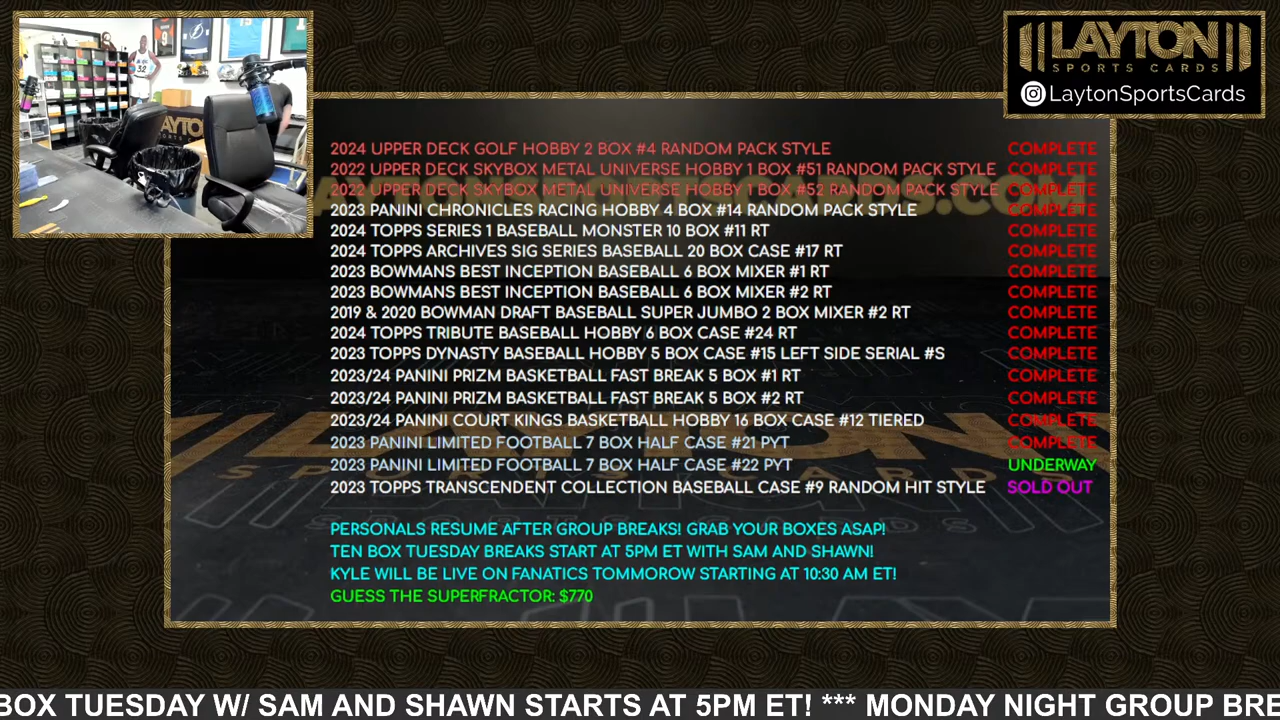 LAYTON
SPORTS CARDS
LaytonSportsCards
2024 UPPER DECK GOLF HOBBY 2 BOX #4 RANDOM PACK STYLE COMPLETE
2022 UPPER DECK SKYBOX METAL UNIVERSE HOBBY 1 BOX #51 RANDOM PACK STYLE COMPLETE
2022 UPPER DECK SKYBOX METAL UNIVERSE HOBBY 1 BOX #52 RANDOM PACK STYLE COMPLETE
2023 PANINI CHRONICLES RACING HOBBY 4 BOX #14 RANDOM PACK STYLE COMPLETE
2024 TOPPS SERIES 1 BASEBALL MONSTER 10 BOX #11 RT COMPLETE
2024 TOPPS ARCHIVES SIG SERIES BASEBALL 20 BOX CASE #17 RT COMPLETE
2023 BOWMANS BEST INCEPTION BASEBALL 6 BOX MIXER #1 RT COMPLETE
2023 BOWMANS BEST INCEPTION BASEBALL 6 BOX MIXER #2 RT COMPLETE
2019 & 2020 BOWMAN DRAFT BASEBALL SUPER JUMBO 2 BOX MIXER #2 RT COMPLETE
2024 TOPPS TRIBUTE BASEBALL HOBBY 6 BOX CASE #24 RT COMPLETE
2023 TOPPS DYNASTY BASEBALL HOBBY 5 BOX CASE #15 LEFT SIDE SERIAL #S COMPLETE
2023/24 PANINI PRIZM BASKETBALL FAST BREAK 5 BOX #1 RT COMPLETE
2023/24 PANINI PRIZM BASKETBALL FAST BREAK 5 BOX #2 RT COMPLETE
2023/24 PANINI COURT KINGS BASKETBALL HOBBY 16 BOX CASE #12 TIERED COMPLETE
2023 PANINI LIMITED FOOTBALL 7 BOX HALF CASE #21 PYT COMPLETE
2023 PANINI LIMITED FOOTBALL 7 BOX HALF CASE #22 PYT UNDERWAY
2023 TOPPS TRANSCENDENT COLLECTION BASEBALL CASE #9 RANDOM HIT STYLE SOLD OUT
PERSONALS RESUME AFTER GROUP BREAKS! GRAB YOUR BOXES ASAP!
TEN BOX TUESDAY BREAKS START AT 5PM ET WITH SAM AND SHAWN!
KYLE WILL BE LIVE ON FANATICS TOMMOROW STARTING AT 10:30 AM ET!
GUESS THE SUPERFRACTOR: $770
BOX TUESDAY W/ SAM AND SHAWN STARTS AT 5PM ET! *** MONDAY NIGHT GROUP BRE